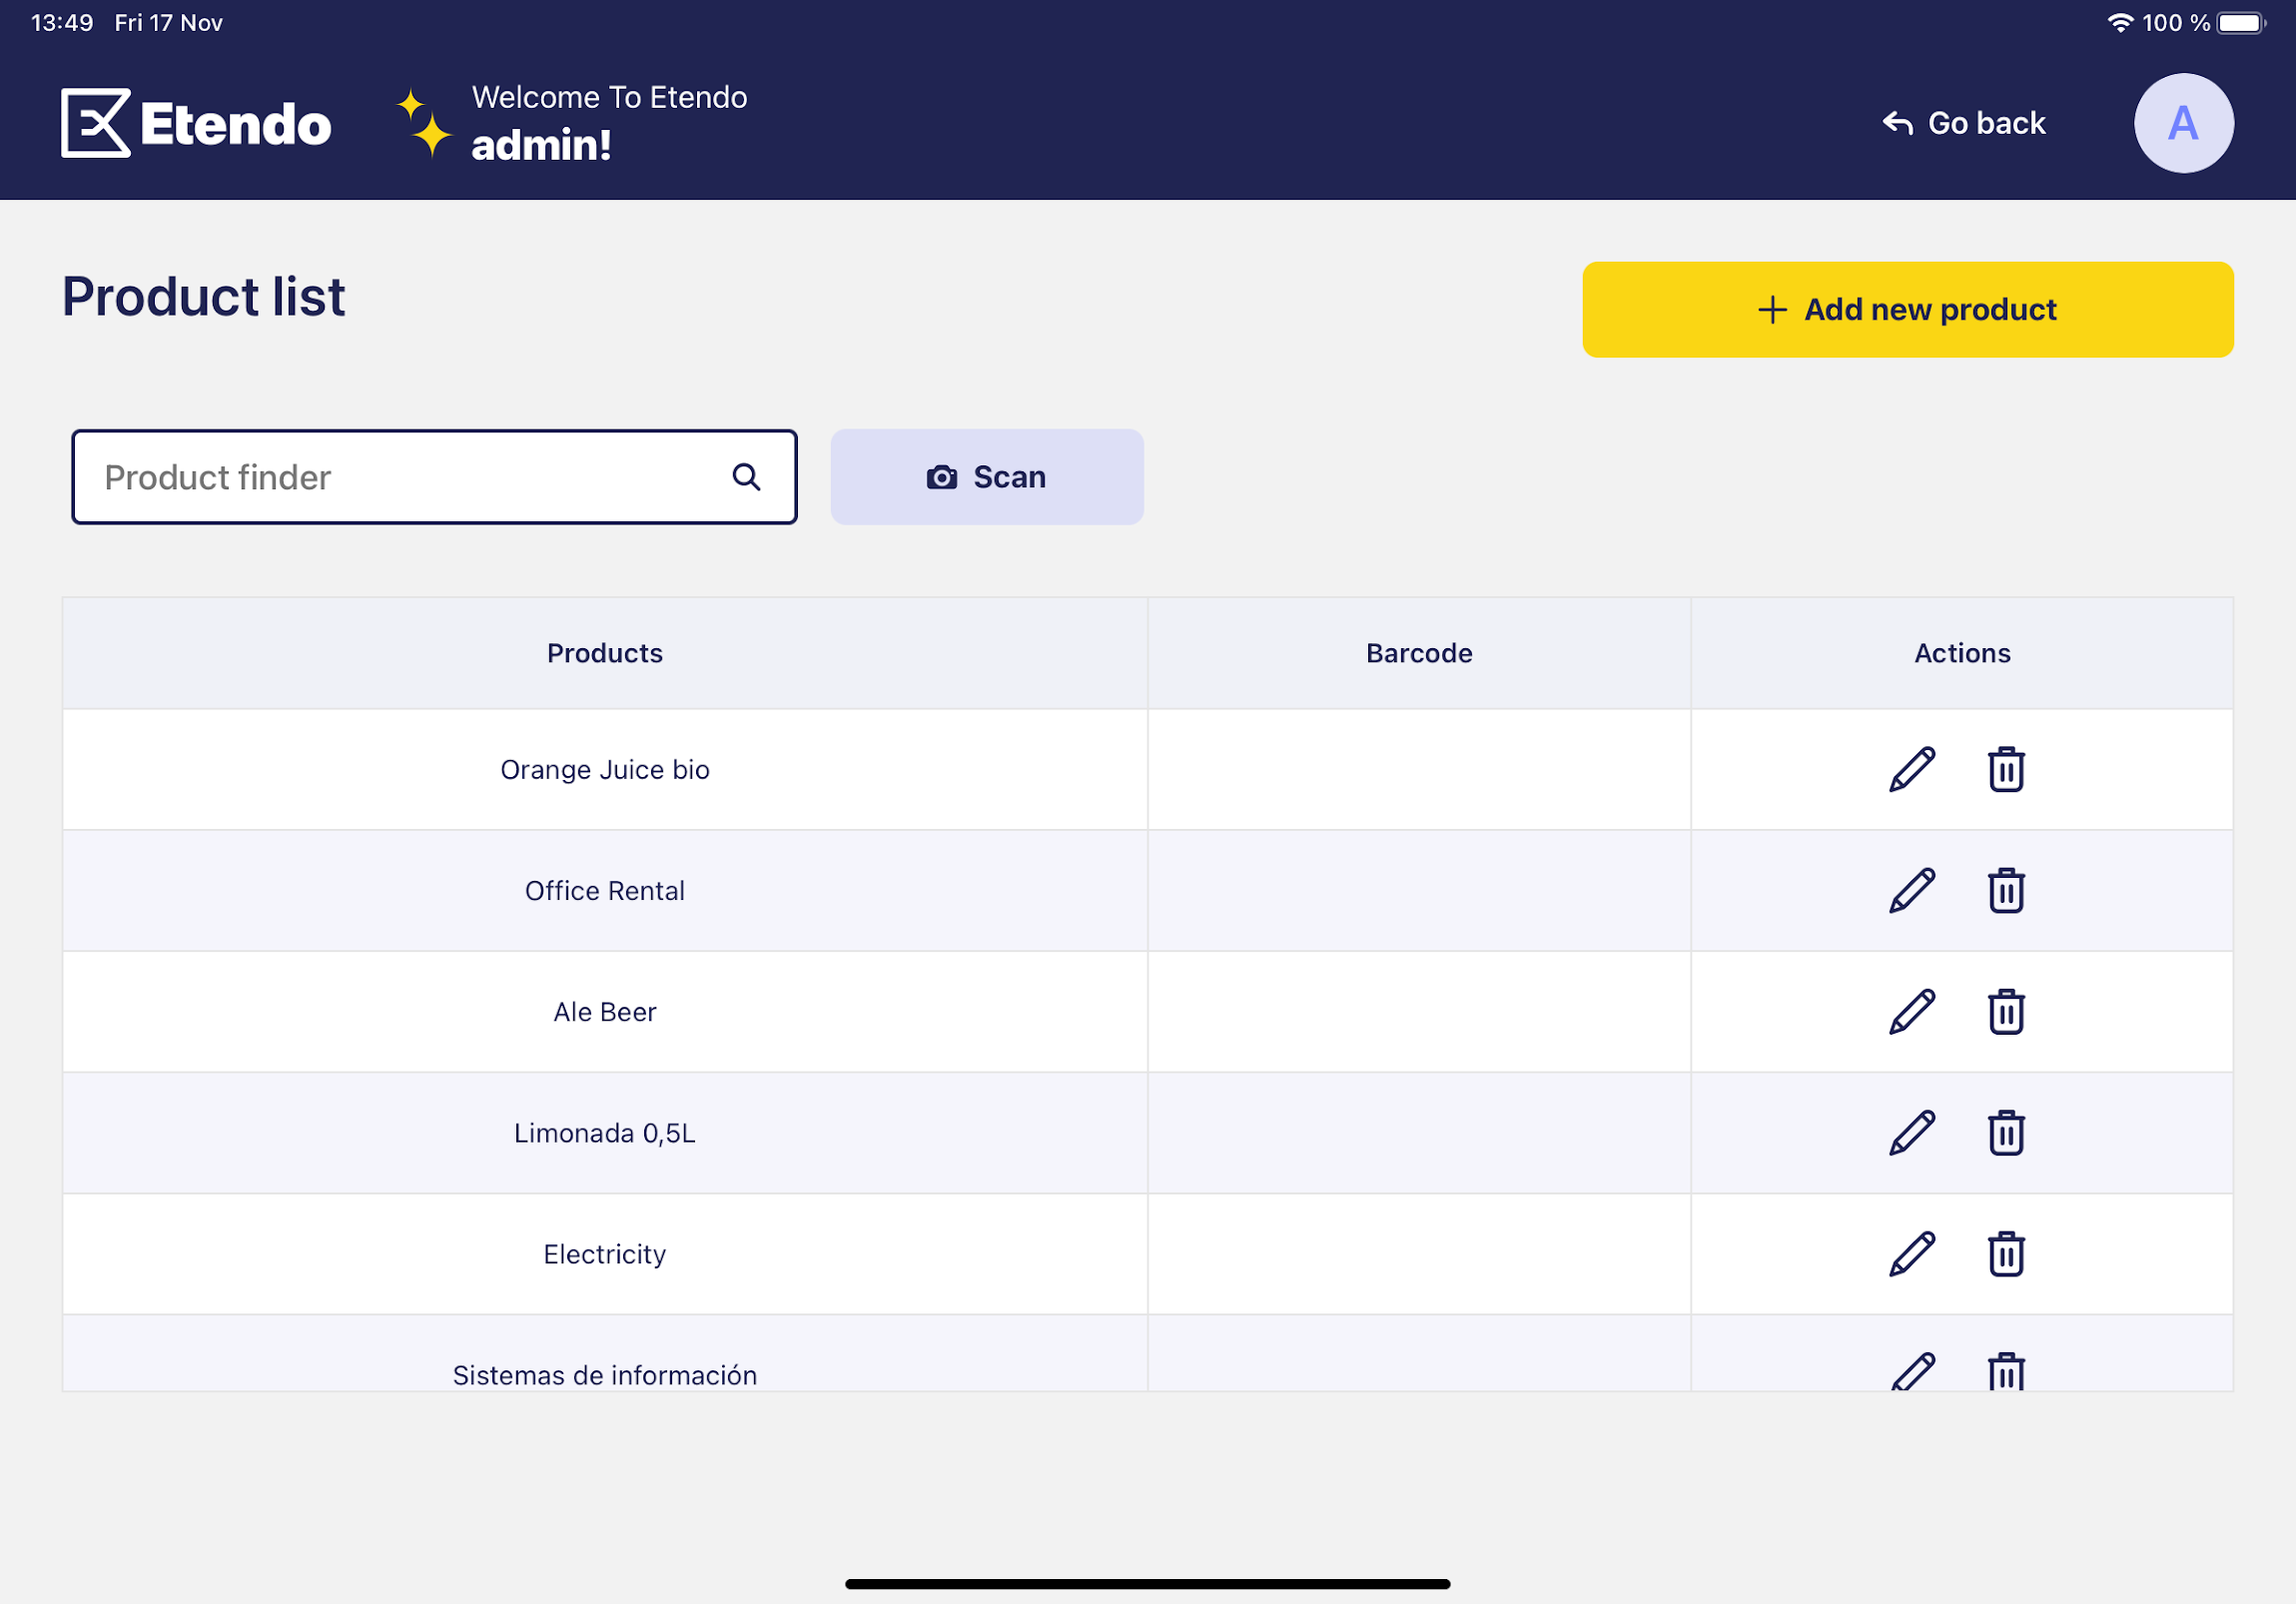 13:49 Fri 17 Nov
100 %
Etendo
Welcome To Etendo
admin!
Go back
A
Product list
+ Add new product
Product finder
Scan
Products Barcode Actions
Orange Juice bio
Office Rental
Ale Beer
Limonada 0,5L
Electricity
Sistemas de información